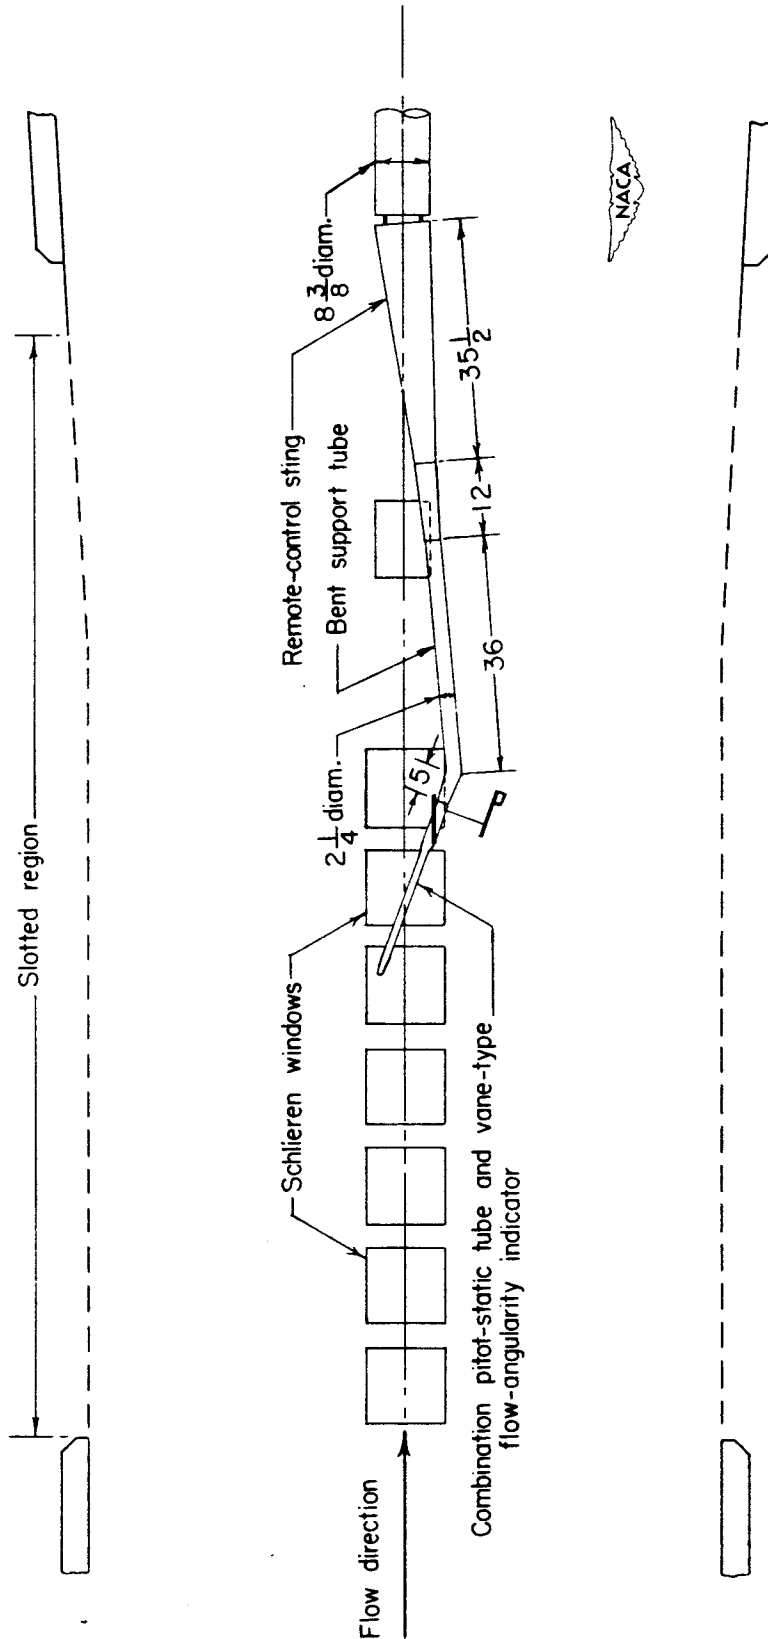 Slotted region
8 3/8 diam.
Remote-control sting
Bent support tube
2 1/4 diam.
Schlieren windows
5
35 1/2
12
36
Flow direction
Combination pitot-static tube and vane-type
flow-angularity indicator
NACA